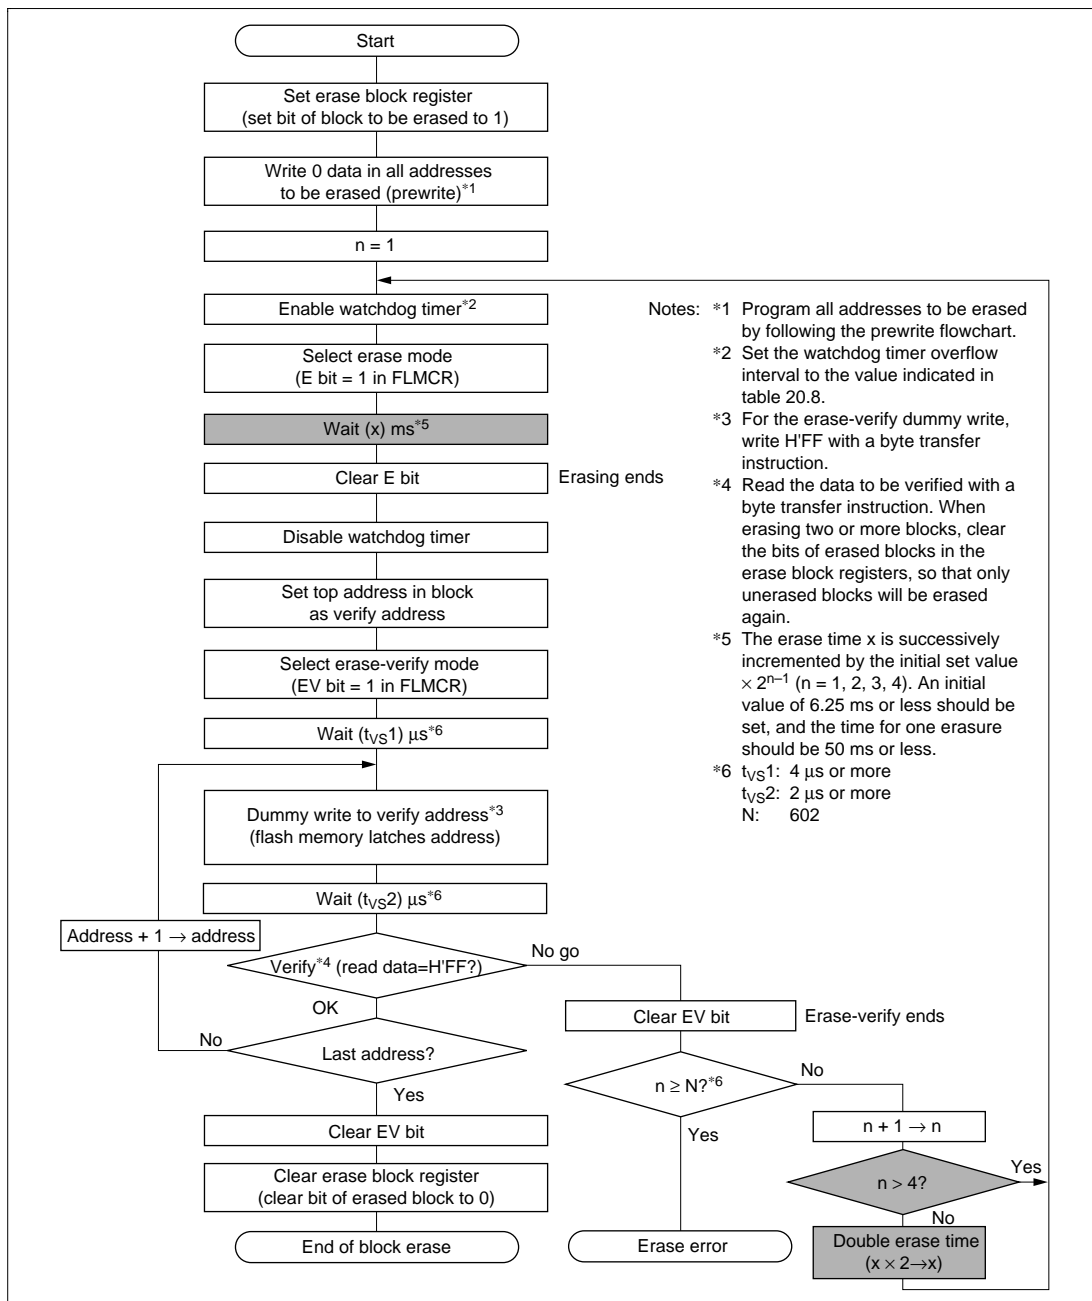 Start
Set erase block register
(set bit of block to be erased to 1)
Write 0 data in all addresses
to be erased (prewrite)*1
n = 1
Enable watchdog timer*2
Select erase mode
(E bit = 1 in FLMCR)
Wait (x) ms*5
Clear E bit
Erasing ends
Disable watchdog timer
Set top address in block
as verify address
Select erase-verify mode
(EV bit = 1 in FLMCR)
Wait (tVS1) μs*6
Dummy write to verify address*3
(flash memory latches address)
Wait (tVS2) μs*6
Address + 1 → address
Verify*4 (read data=H'FF?)
No go
OK
No
Last address?
Yes
Clear EV bit
Clear erase block register
(clear bit of erased block to 0)
End of block erase
Clear EV bit
Erase-verify ends
n ≥ N?*6
No
Yes
Erase error
n + 1 → n
n > 4?
Yes
No
Double erase time
(x × 2→x)
Notes: *1 Program all addresses to be erased
by following the prewrite flowchart.
*2 Set the watchdog timer overflow
interval to the value indicated in
table 20.8.
*3 For the erase-verify dummy write,
write H'FF with a byte transfer
instruction.
*4 Read the data to be verified with a
byte transfer instruction. When
erasing two or more blocks, clear
the bits of erased blocks in the
erase block registers, so that only
unerased blocks will be erased
again.
*5 The erase time x is successively
incremented by the initial set value
× 2n–1 (n = 1, 2, 3, 4). An initial
value of 6.25 ms or less should be
set, and the time for one erasure
should be 50 ms or less.
*6 tVS1: 4 μs or more
tVS2: 2 μs or more
N: 602